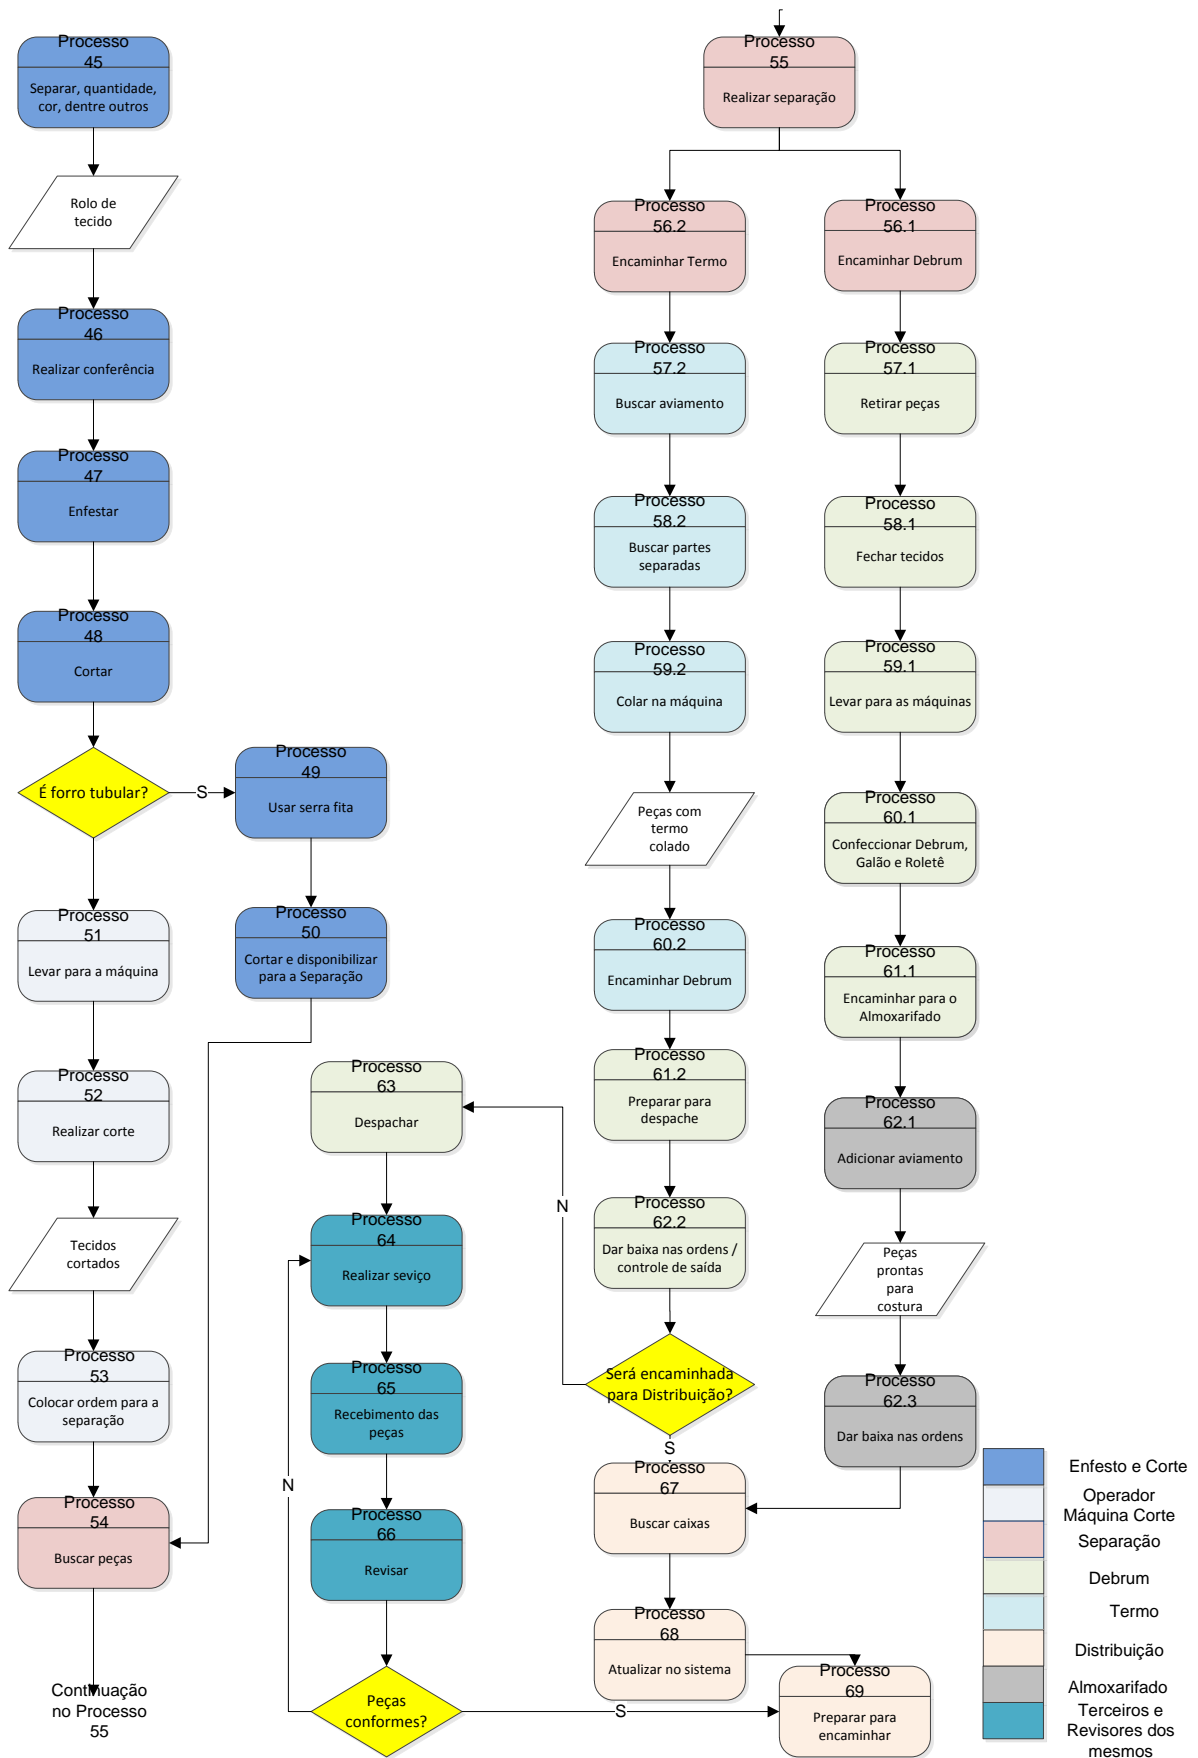 Processo
45
Separar, quantidade,
cor, dentre outros
Rolo de
tecido
Processo
46
Realizar conferência
Processo
47
Enfestar
Processo
48
Cortar
É forro tubular?
S
Processo
49
Usar serra fita
Processo
50
Cortar e disponibilizar
para a Separação
Processo
51
Levar para a máquina
Processo
52
Realizar corte
Tecidos
cortados
Processo
53
Colocar ordem para a
separação
Processo
54
Buscar peças
Continuação
no Processo
55
Processo
55
Realizar separação
Processo
56.2
Encaminhar Termo
Processo
56.1
Encaminhar Debrum
Processo
57.2
Buscar aviamento
Processo
57.1
Retirar peças
Processo
58.2
Buscar partes
separadas
Processo
58.1
Fechar tecidos
Processo
59.2
Colar na máquina
Processo
59.1
Levar para as máquinas
Peças com
termo
colado
Processo
60.1
Confeccionar Debrum,
Galão e Roletê
Processo
60.2
Encaminhar Debrum
Processo
61.1
Encaminhar para o
Almoxarifado
Processo
61.2
Preparar para
despache
Processo
62.1
Adicionar aviamento
Processo
62.2
Dar baixa nas ordens /
controle de saída
Peças
prontas
para
costura
Será encaminhada
para Distribuição?
N
S
Processo
62.3
Dar baixa nas ordens
Processo
63
Despachar
Processo
64
Realizar seviço
Processo
65
Recebimento das
peças
Processo
66
Revisar
Peças
conformes?
N
S
Processo
67
Buscar caixas
Processo
68
Atualizar no sistema
Processo
69
Preparar para
encaminhar
Enfesto e Corte
Operador
Máquina Corte
Separação
Debrum
Termo
Distribuição
Almoxarifado
Terceiros e
Revisores dos
mesmos